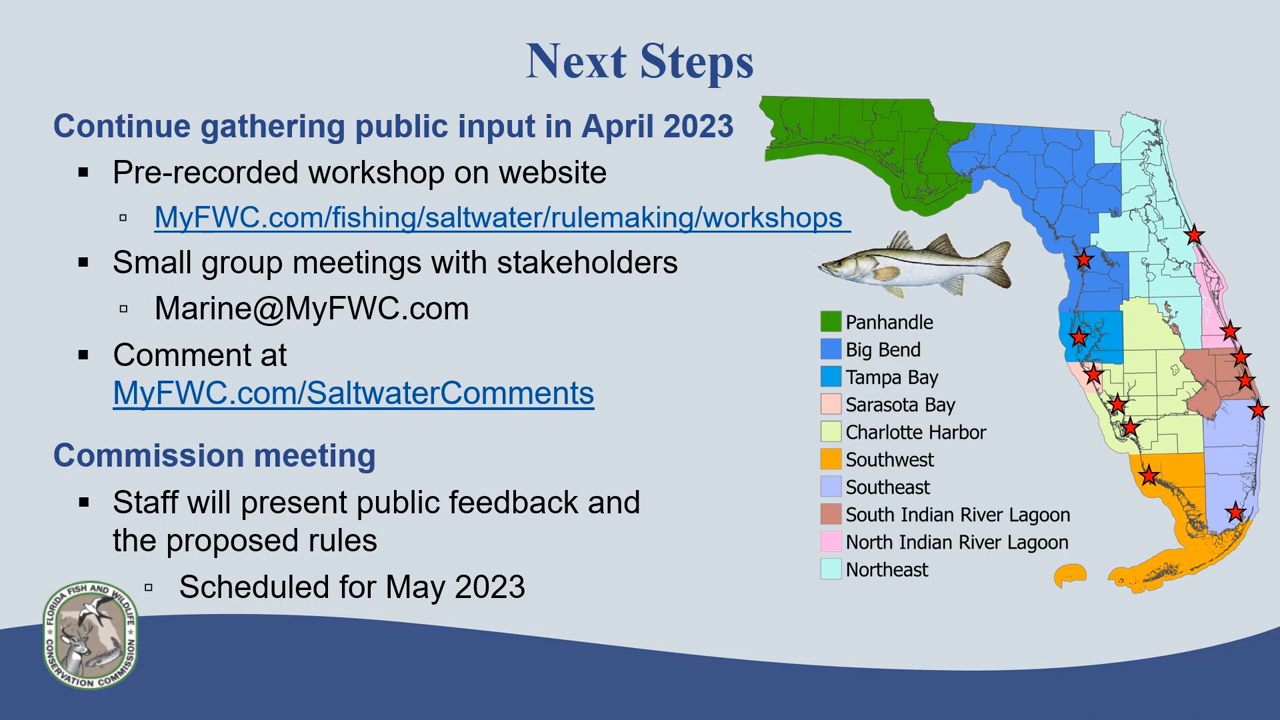 Next Steps
Continue gathering public input in April 2023
▪ Pre-recorded workshop on website
▫ MyFWC.com/fishing/saltwater/rulemaking/workshops
▪ Small group meetings with stakeholders
▫ Marine@MyFWC.com
▪ Comment at
MyFWC.com/SaltwaterComments
Commission meeting
▪ Staff will present public feedback and
the proposed rules
▫ Scheduled for May 2023
Panhandle
Big Bend
Tampa Bay
Sarasota Bay
Charlotte Harbor
Southwest
Southeast
South Indian River Lagoon
North Indian River Lagoon
Northeast
FLORIDA FISH AND WILDLIFE
CONSERVATION COMMISSION